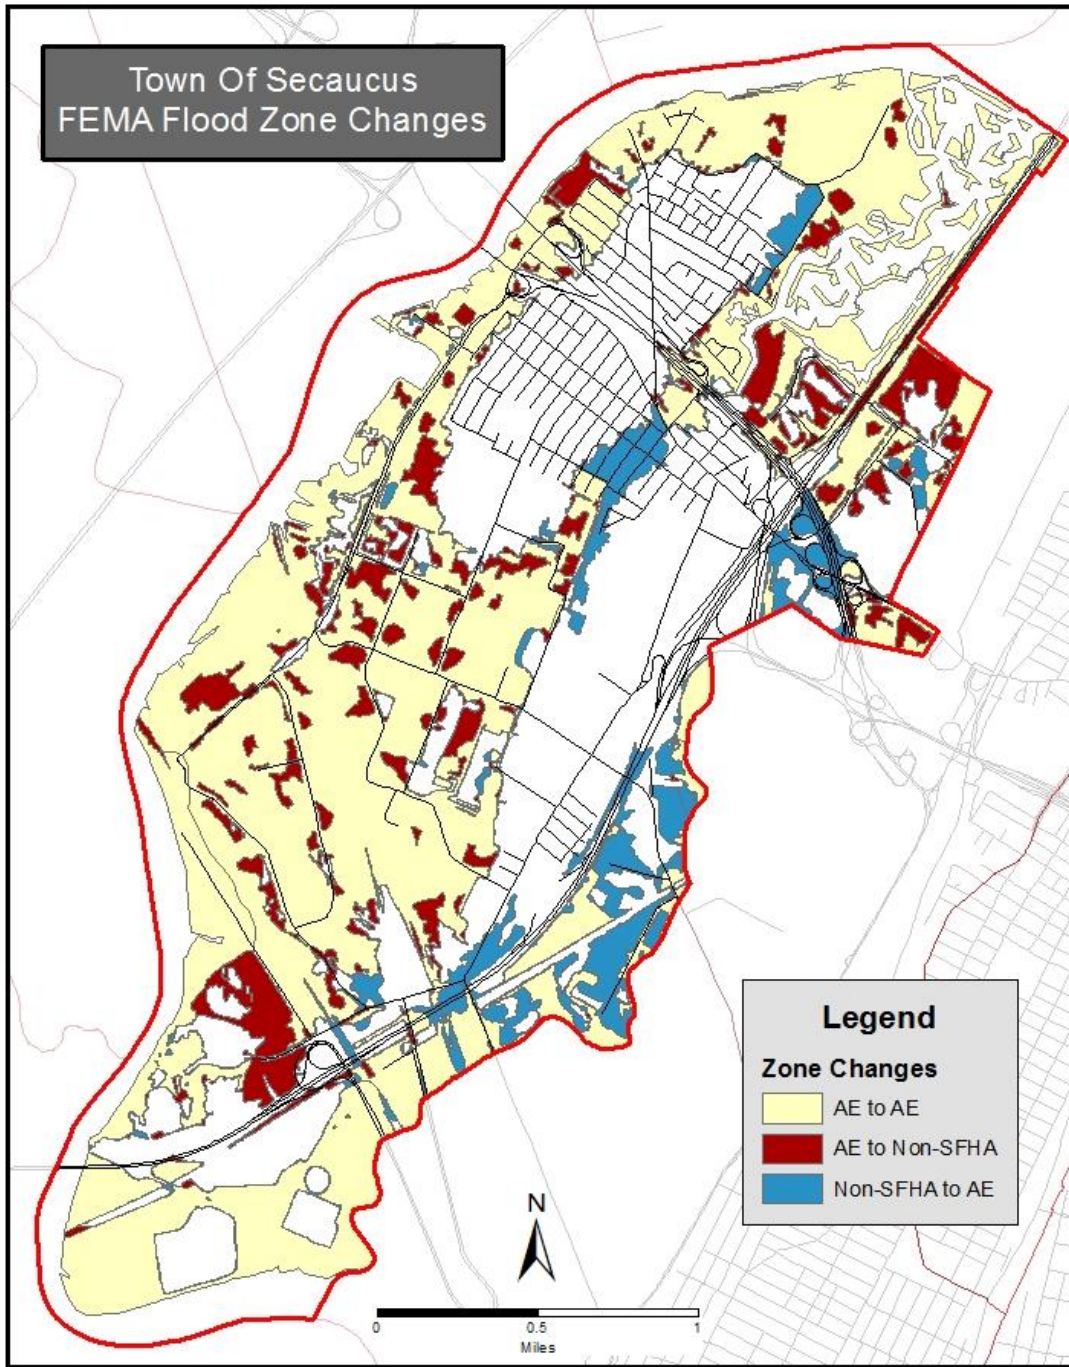 Town Of Secaucus
FEMA Flood Zone Changes
Legend
Zone Changes
AE to AE
AE to Non-SFHA
Non-SFHA to AE
N
0 0.5 1
Miles